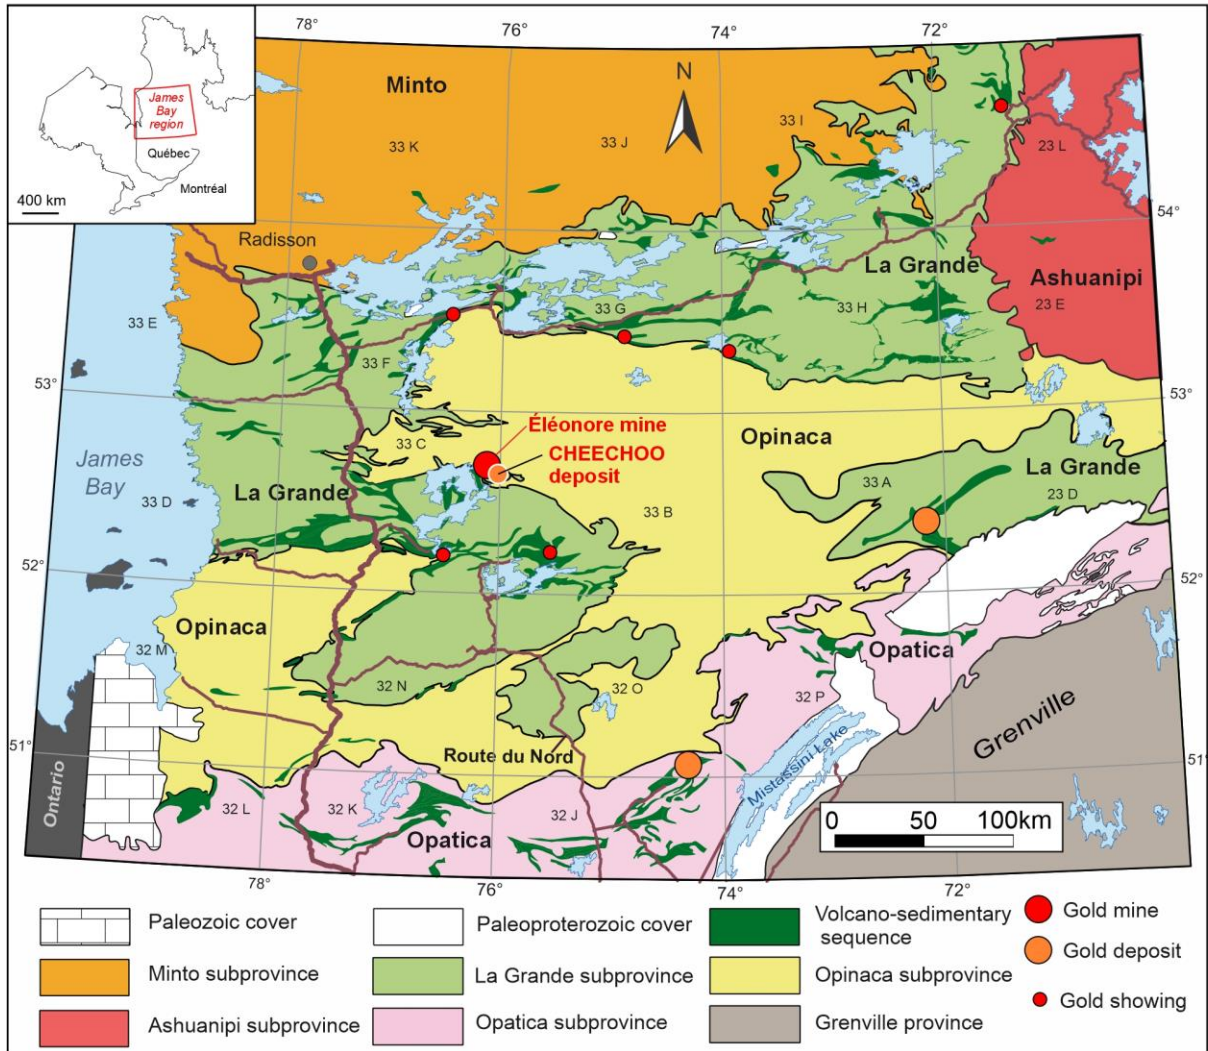 78°
76°
74°
72°
James
Bay
region
Québec
Montréal
400 km
Minto
N
33 I
33 K
33 J
23 L
54°
Radisson
La Grande
Ashuanipi
23 E
33 E
33 G
33 H
33 F
53°
53°
Éléonore mine
33 C
Opinaca
CHEECHOO
deposit
La Grande
James
Bay
33 A
La Grande
23 D
33 D
33 B
52°
52°
Opinaca
32 M
Opatica
32 N
32 O
32 P
Grenville
51°
Route du Nord
51°
Mistassini Lake
Ontario
32 L
32 K
32 J
Opatica
0 50 100km
78°
76°
74°
72°
Paleozoic cover
Paleoproterozoic cover
Volcano-sedimentary
sequence
Gold mine
Gold deposit
Minto subprovince
La Grande subprovince
Opinaca subprovince
Gold showing
Ashuanipi subprovince
Opatica subprovince
Grenville province